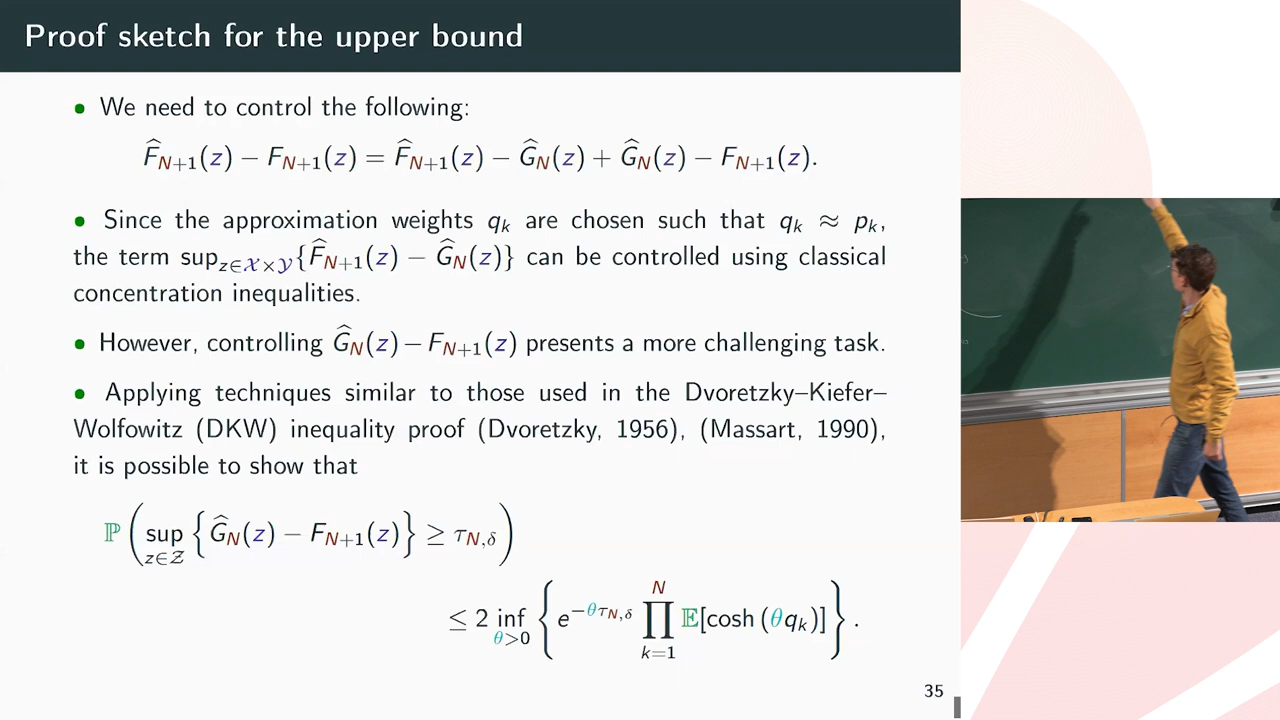 Proof sketch for the upper bound
• We need to control the following:
F̂_{N+1}(z) − F_{N+1}(z) = F̂_{N+1}(z) − Ĝ_N(z) + Ĝ_N(z) − F_{N+1}(z).
• Since the approximation weights q_k are chosen such that q_k ≈ p_k,
the term sup_{z∈𝒳×𝒴}{F̂_{N+1}(z) − Ĝ_N(z)} can be controlled using classical
concentration inequalities.
• However, controlling Ĝ_N(z) − F_{N+1}(z) presents a more challenging task.
• Applying techniques similar to those used in the Dvoretzky–Kiefer–
Wolfowitz (DKW) inequality proof (Dvoretzky, 1956), (Massart, 1990),
it is possible to show that
ℙ( sup_{z∈𝒵} { Ĝ_N(z) − F_{N+1}(z) } ≥ τ_{N,δ} )
≤ 2 inf_{θ>0} { e^{−θτ_{N,δ}} ∏_{k=1}^{N} 𝔼[cosh (θq_k)] } .
35